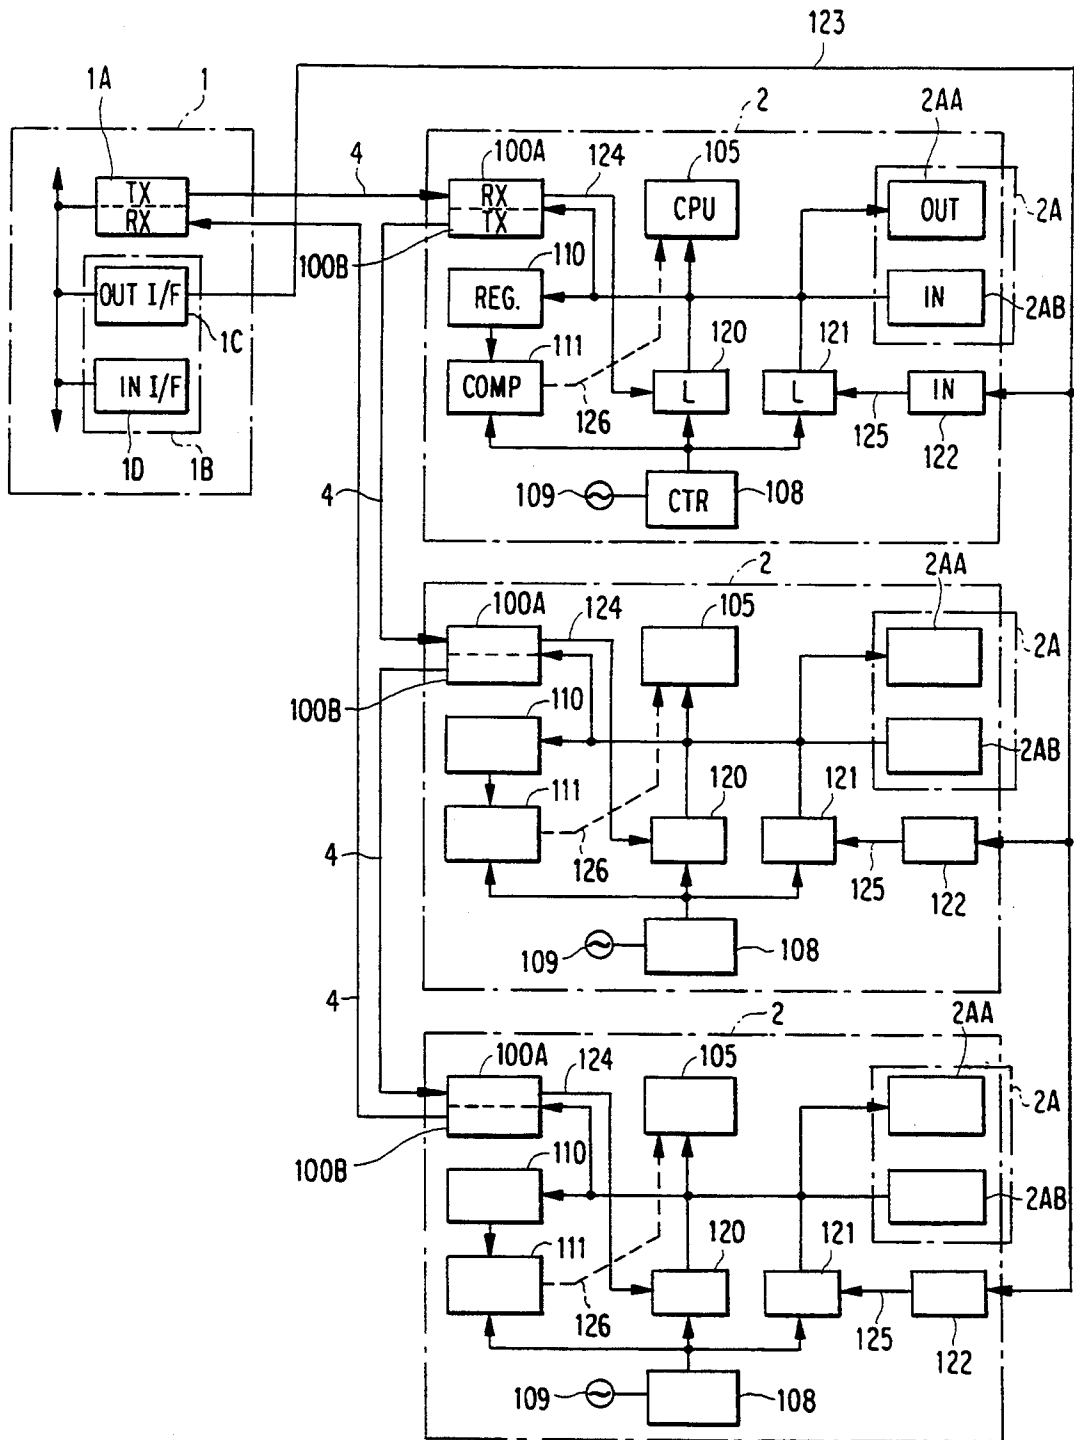 123
1A
1
2
2AA
4
100A
124
105
TX
RX
RX
TX
CPU
OUT
2A
100B
110
OUT I/F
REG.
IN
2AB
1C
111
120
121
IN I/F
COMP
L
L
IN
126
125
122
1D
1B
4
109
CTR
108
2
2AA
100A
124
105
2A
100B
110
2AB
111
120
121
4
126
125
122
109
108
4
2
2AA
100A
124
105
2A
100B
110
2AB
111
120
121
126
125
122
109
108